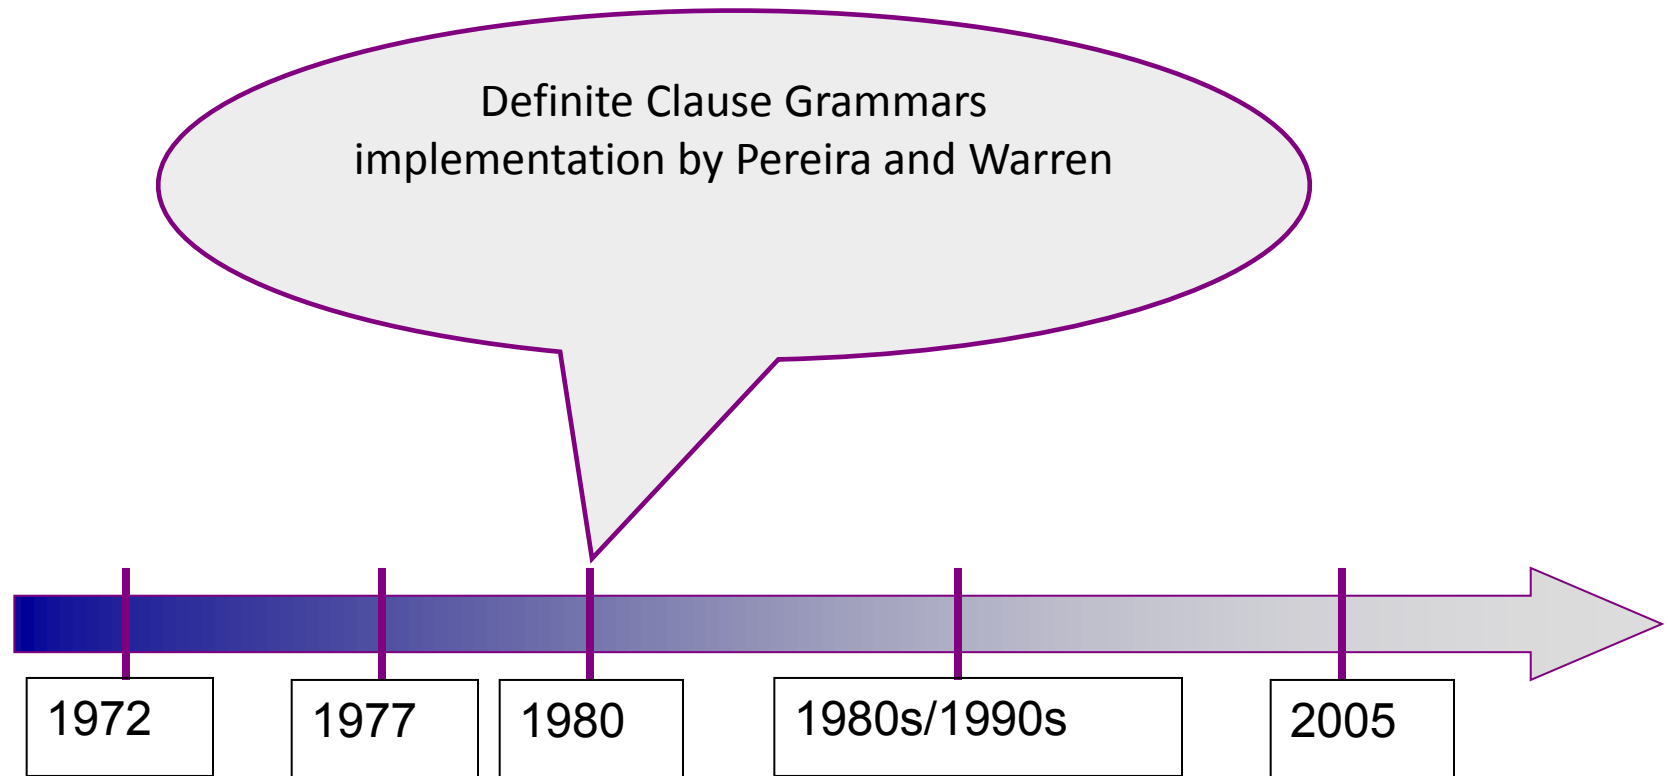 Definite Clause Grammars
implementation by Pereira and Warren
1972
1977
1980
1980s/1990s
2005